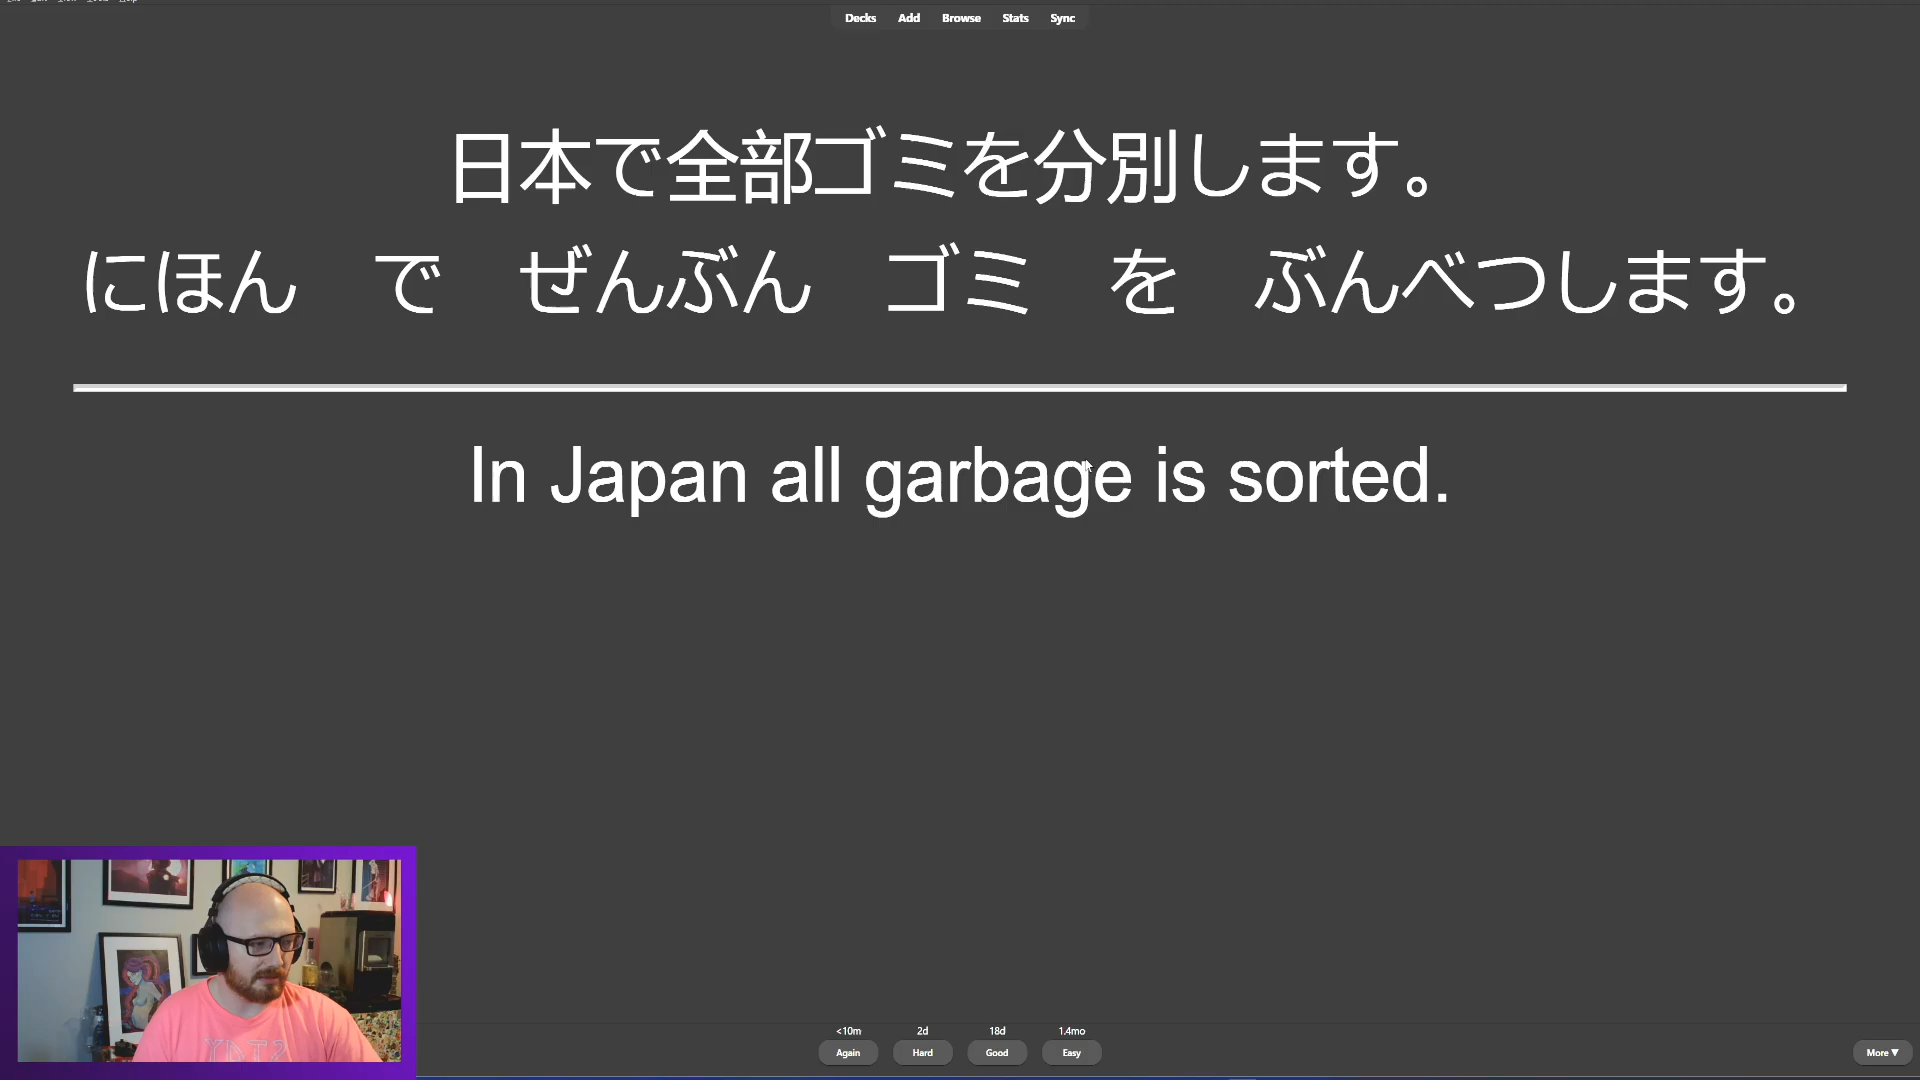 Decks Add Browse Stats Sync
日本で全部ゴミを分別します。
にほん　で　ぜんぶん　ゴミ　を　ぶんべつします。
In Japan all garbage is sorted.
<10m 2d 18d 1.4mo
Again Hard Good Easy
More ▼